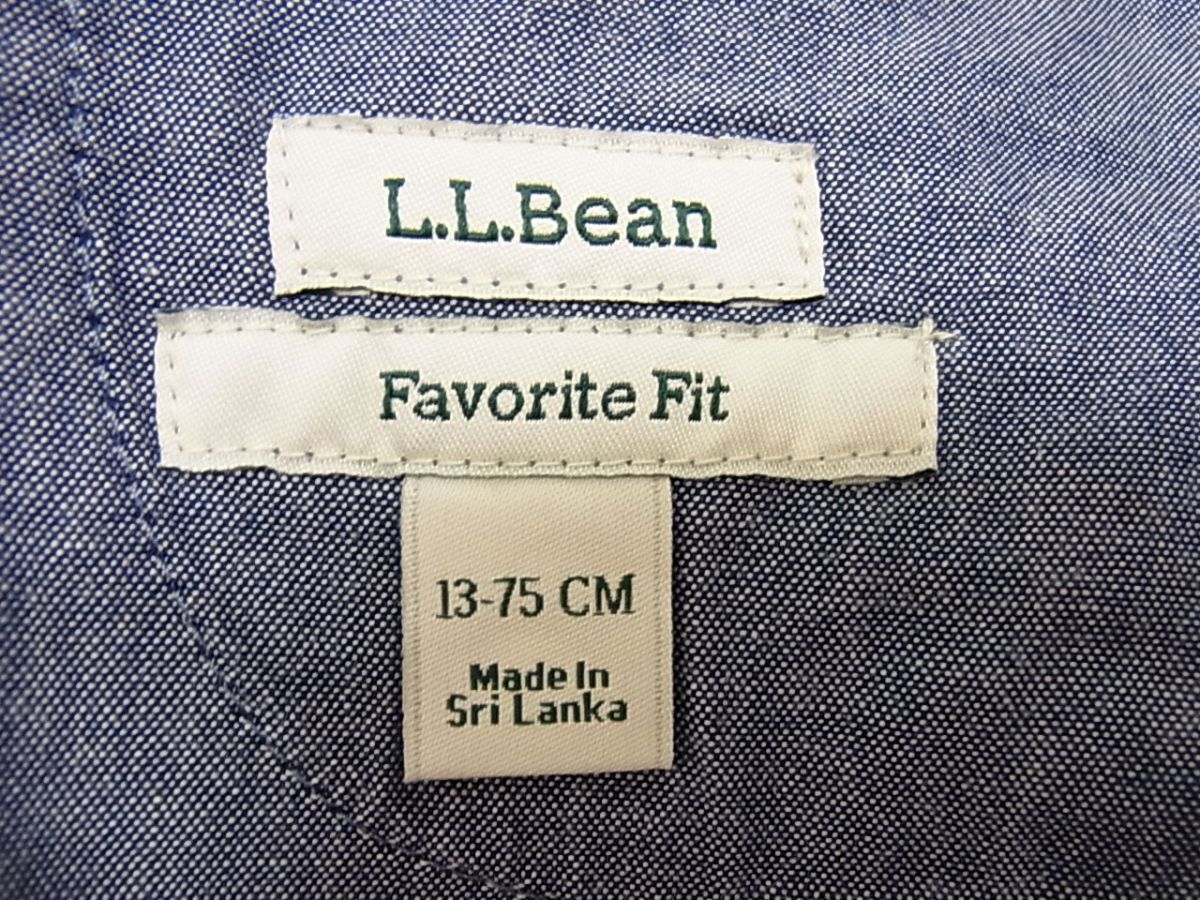 L.L.Bean
Favorite Fit
13-75 CM
Made In
Sri Lanka